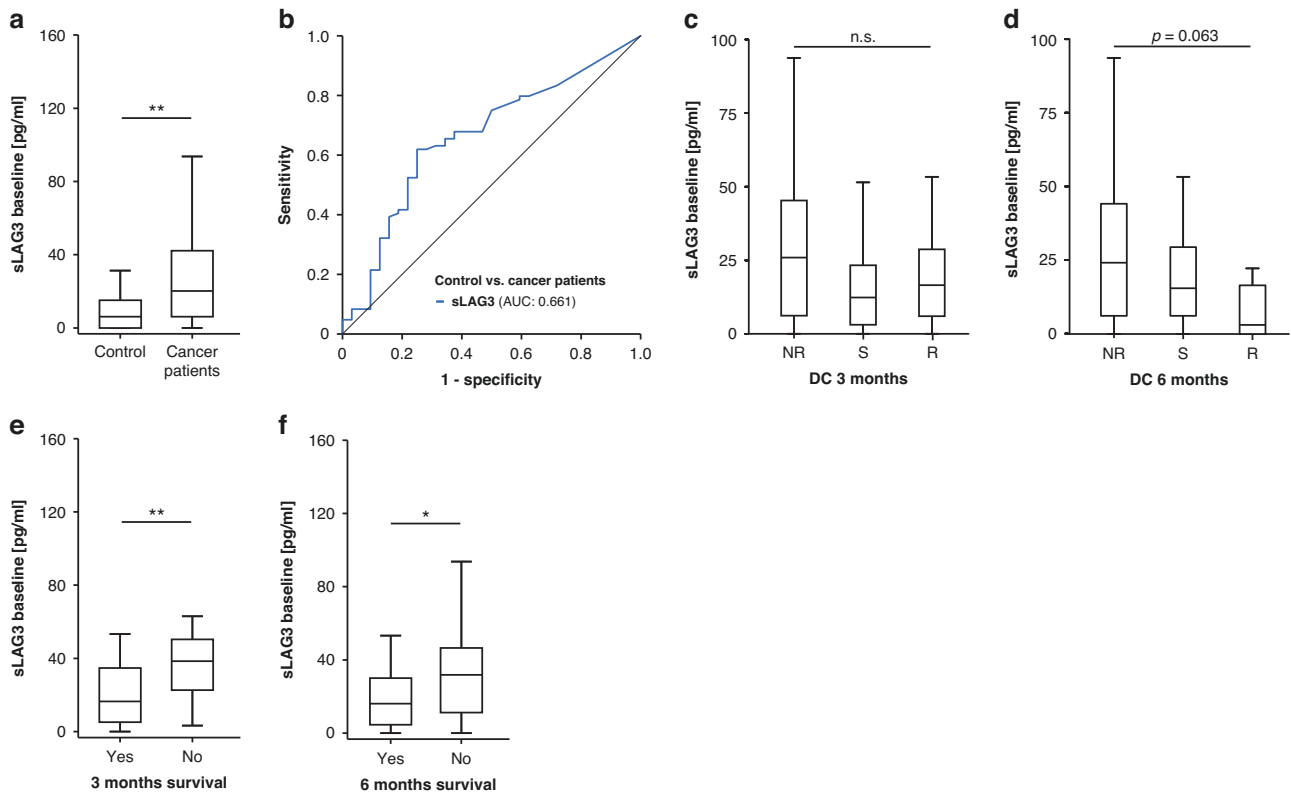 a
160
120
80
40
0
sLAG3 baseline [pg/ml]
**
Control
Cancer
patients
b
1.0
0.8
0.6
0.4
0.2
0
Sensitivity
Control vs. cancer patients
sLAG3 (AUC: 0.661)
0
0.2
0.4
0.6
0.8
1.0
1 - specificity
c
100
75
50
25
0
sLAG3 baseline [pg/ml]
n.s.
NR
S
R
DC 3 months
d
100
75
50
25
0
sLAG3 baseline [pg/ml]
p = 0.063
NR
S
R
DC 6 months
e
160
120
80
40
0
sLAG3 baseline [pg/ml]
**
Yes
No
3 months survival
f
160
120
80
40
0
sLAG3 baseline [pg/ml]
*
Yes
No
6 months survival